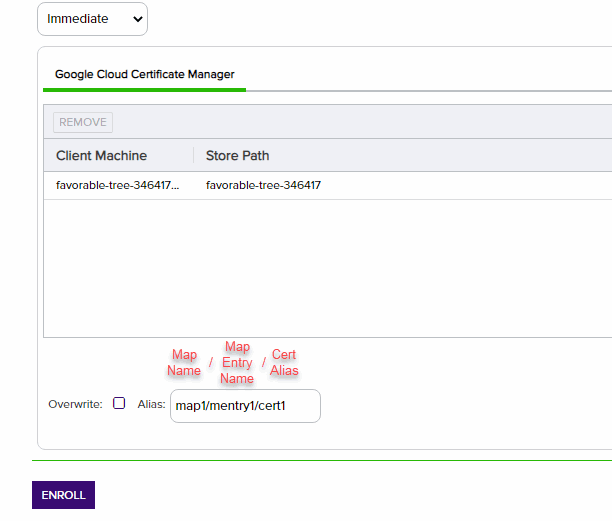 Immediate
Google Cloud Certificate Manager
REMOVE
Client Machine Store Path
favorable-tree-346417... favorable-tree-346417
Map Name / Map Entry Name / Cert Alias
Overwrite: Alias: map1/mentry1/cert1
ENROLL